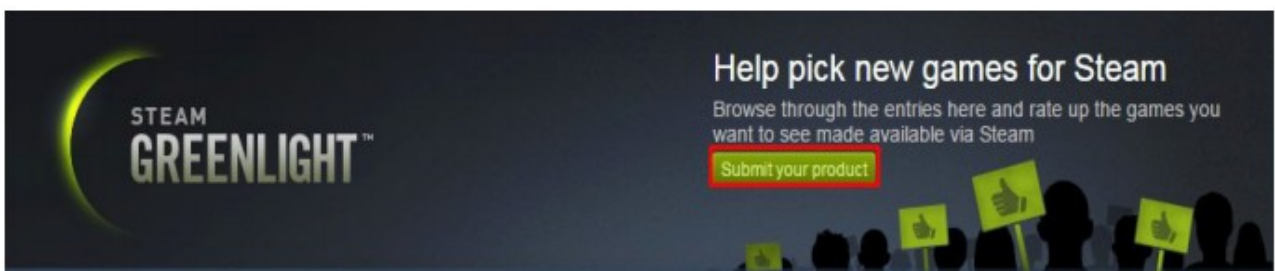 STEAM
GREENLIGHT™
Help pick new games for Steam
Browse through the entries here and rate up the games you
want to see made available via Steam
Submit your product